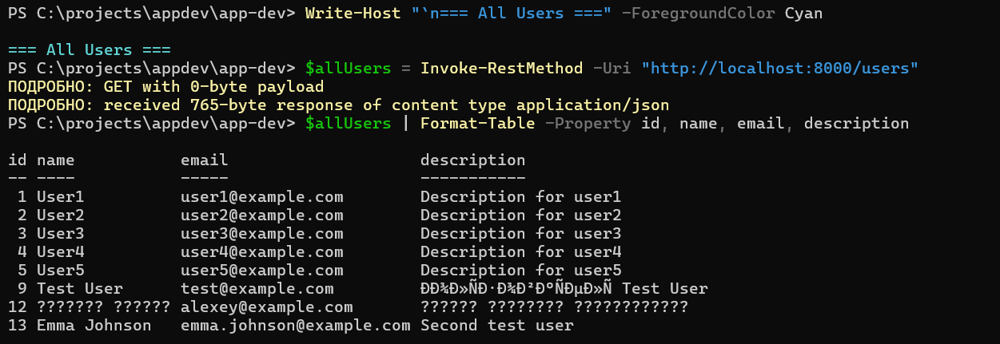 PS C:\projects\appdev\app-dev> Write-Host "`n=== All Users ===" -ForegroundColor Cyan
=== All Users ===
PS C:\projects\appdev\app-dev> $allUsers = Invoke-RestMethod -Uri "http://localhost:8000/users"
ПОДРОБНО: GET with 0-byte payload
ПОДРОБНО: received 765-byte response of content type application/json
PS C:\projects\appdev\app-dev> $allUsers | Format-Table -Property id, name, email, description
id name email description
-- ---- ----- -----------
1 User1 user1@example.com Description for user1
2 User2 user2@example.com Description for user2
3 User3 user3@example.com Description for user3
4 User4 user4@example.com Description for user4
5 User5 user5@example.com Description for user5
9 Test User test@example.com ÐÐ¾Ð»ÑÐ·Ð¾Ð²Ð°ÑÐµÐ»Ñ Test User
12 ??????? ?????? alexey@example.com ?????? ???????? ????????????
13 Emma Johnson emma.johnson@example.com Second test user